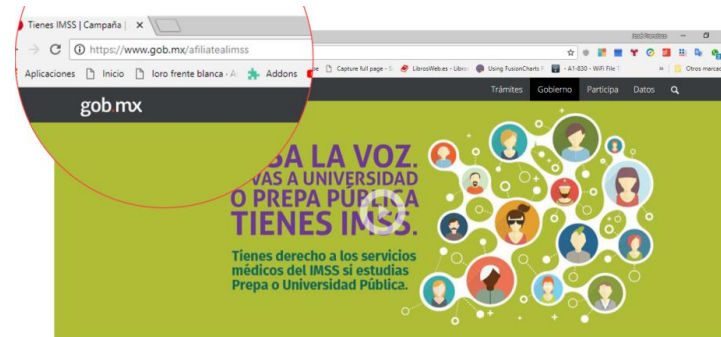 Tienes IMSS | Campaña |
https://www.gob.mx/afiliatealimss
Aplicaciones Inicio loro frente blanca - A Addons
Capture full page - S LibrosWeb.es - Libros Using FusionCharts F - A1-830 - WiFi File T » Otros marcad
gob mx
Trámites Gobierno Participa Datos
SA LA VOZ.
VAS A UNIVERSIDAD
O PREPA PÚBLICA
TIENES IMSS.
Tienes derecho a los servicios
médicos del IMSS si estudias
Prepa o Universidad Pública.